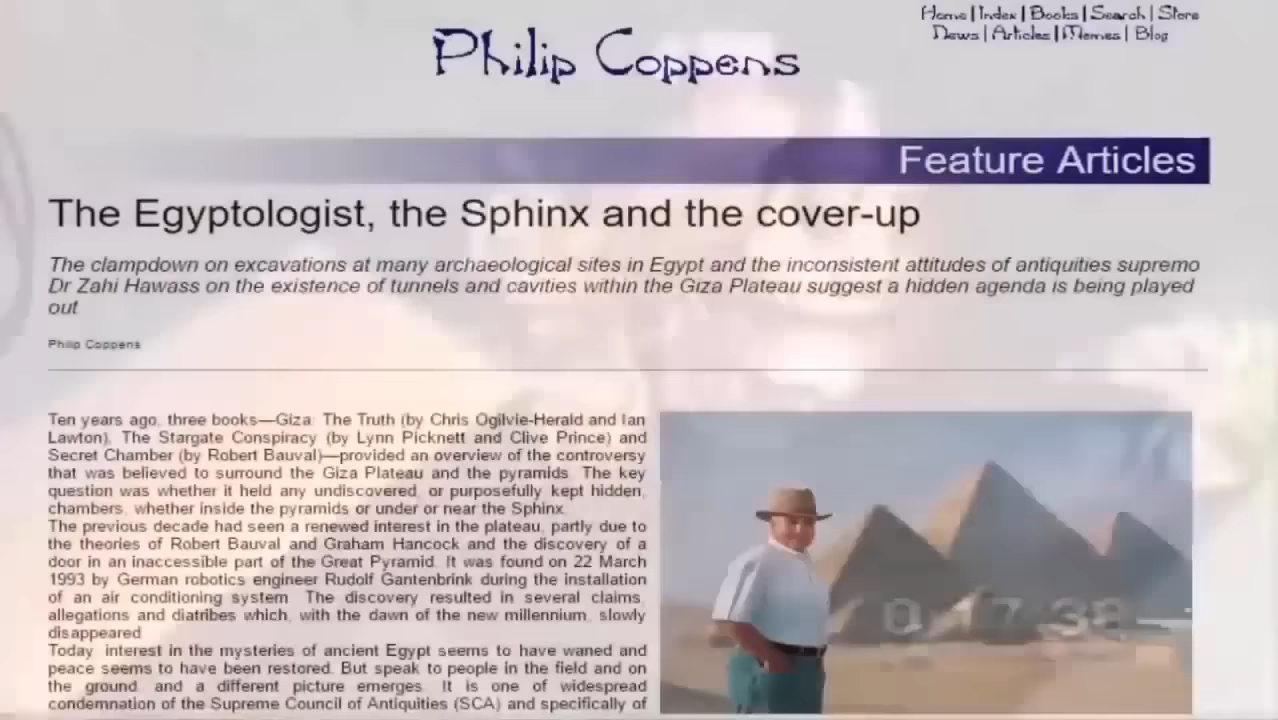 Home | Index | Books | Search | Store
News | Articles | Memes | Blog
Philip Coppens
Feature Articles
The Egyptologist, the Sphinx and the cover-up
The clampdown on excavations at many archaeological sites in Egypt and the inconsistent attitudes of antiquities supremo
Dr Zahi Hawass on the existence of tunnels and cavities within the Giza Plateau suggest a hidden agenda is being played
out
Philip Coppens
Ten years ago, three books—Giza: The Truth (by Chris Ogilvie-Herald and Ian
Lawton), The Stargate Conspiracy (by Lynn Picknett and Clive Prince) and
Secret Chamber (by Robert Bauval)—provided an overview of the controversy
that was believed to surround the Giza Plateau and the pyramids. The key
question was whether it held any undiscovered, or purposefully kept hidden,
chambers, whether inside the pyramids or under or near the Sphinx.
The previous decade had seen a renewed interest in the plateau, partly due to
the theories of Robert Bauval and Graham Hancock and the discovery of a
door in an inaccessible part of the Great Pyramid. It was found on 22 March
1993 by German robotics engineer Rudolf Gantenbrink during the installation
of an air conditioning system. The discovery resulted in several claims,
allegations and diatribes which, with the dawn of the new millennium, slowly
disappeared.
Today, interest in the mysteries of ancient Egypt seems to have waned and
peace seems to have been restored. But speak to people in the field and on
the ground, and a different picture emerges. It is one of widespread
condemnation of the Supreme Council of Antiquities (SCA) and specifically of
0:17:38